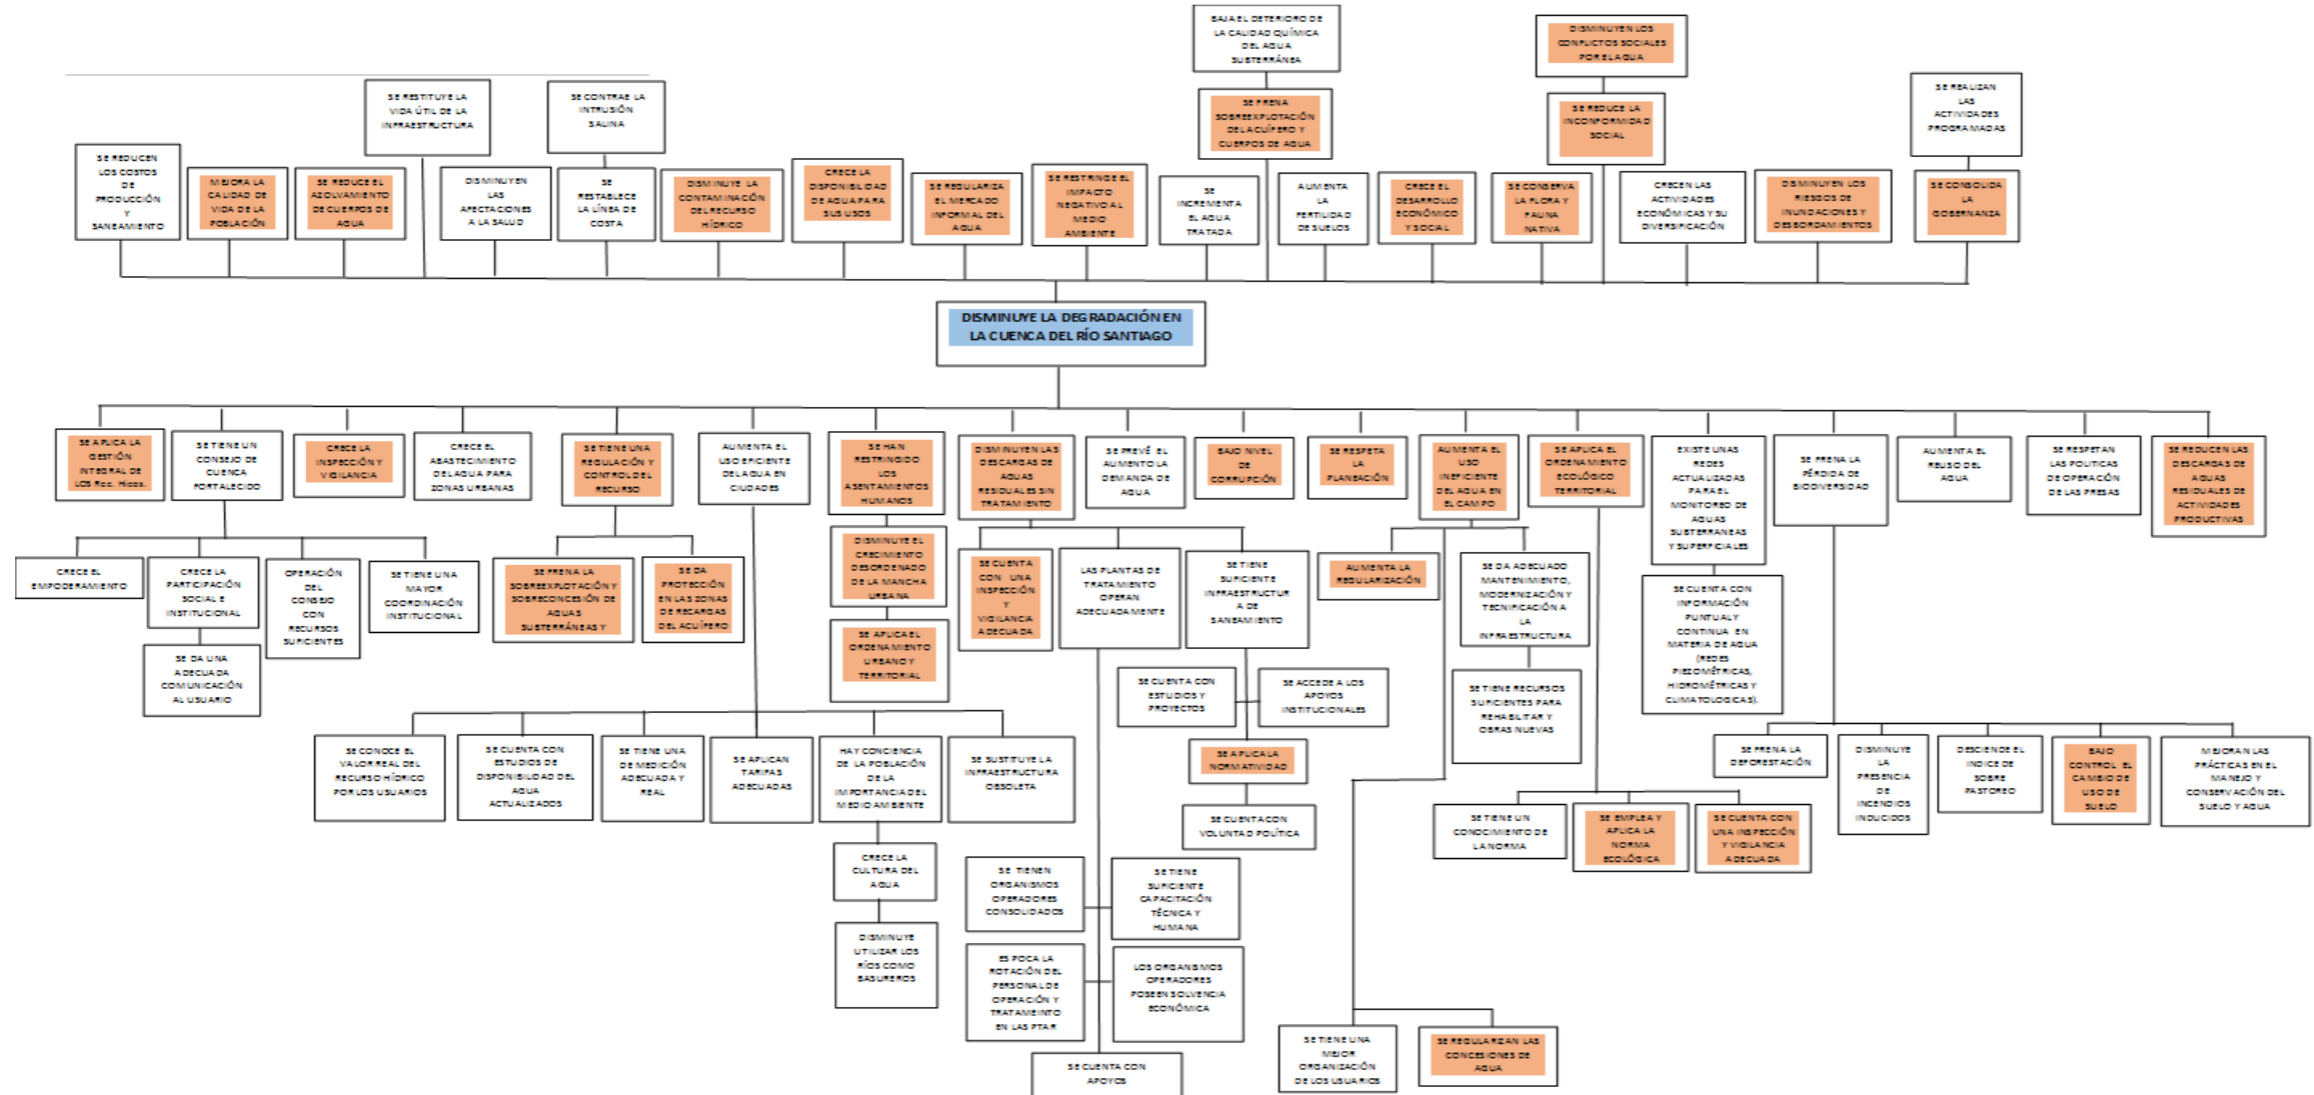 BAJA EL DETERIORO DE
LA CALIDAD QUÍMICA
DEL AGUA
SUBTERRÁNEA
DISMINUYEN LOS
CONFLICTOS SOCIALES
POR EL AGUA
SE RESTITUYE LA
VIDA ÚTIL DE LA
INFRAESTRUCTURA
SE CONTRAE LA
INTRUSIÓN
SALINA
SE FRENA
SOBREEXPLOTACIÓN
DEL ACUÍFERO Y
CUERPOS DE AGUA
SE REDUCE LA
INCONFORMIDAD
SOCIAL
SE REALIZAN
LAS
ACTIVIDADES
PROGRAMADAS
SE REDUCEN
LOS COSTOS
DE
PRODUCCIÓN
Y
SANEAMIENTO
MEJORA LA
CALIDAD DE
VIDA DE LA
POBLACIÓN
SE REDUCE EL
AZOLVAMIENTO
DE CUERPOS DE
AGUA
DISMINUYEN
LAS
AFECTACIONES
A LA SALUD
SE
RESTABLECE
LA LÍNEA DE
COSTA
DISMINUYE LA
CONTAMINACIÓN
DEL RECURSO
HÍDRICO
CRECE LA
DISPONIBILIDAD
DE AGUA PARA
SUS USOS
SE REGULARIZA
EL MERCADO
INFORMAL DEL
AGUA
SE RESTRINGE EL
IMPACTO
NEGATIVO AL
MEDIO
AMBIENTE
SE
INCREMENTA
EL AGUA
TRATADA
AUMENTA
LA
FERTILIDAD
DE SUELOS
CRECE EL
DESARROLLO
ECONÓMICO
Y SOCIAL
SE CONSERVA
LA FLORA Y
FAUNA
NATIVA
CRECEN LAS
ACTIVIDADES
ECONÓMICAS Y SU
DIVERSIFICACIÓN
DISMINUYEN LOS
RIESGOS DE
INUNDACIONES Y
DESBORDAMIENTOS
SE CONSOLIDA
LA
GOBERNANZA
DISMINUYE LA DEGRADACIÓN EN
LA CUENCA DEL RÍO SANTIAGO
SE APLICA LA
GESTIÓN
INTEGRAL DE
LOS Rec. Hicos.
SE TIENE UN
CONSEJO DE
CUENCA
FORTALECIDO
CRECE LA
INSPECCIÓN Y
VIGILANCIA
CRECE EL
ABASTECIMIENTO
DEL AGUA PARA
ZONAS URBANAS
SE TIENE UNA
REGULACIÓN Y
CONTROL DEL
RECURSO
AUMENTA EL
USO EFICIENTE
DEL AGUA EN
CIUDADES
SE HAN
RESTRINGIDO
LOS
ASENTAMIENTOS
HUMANOS
DISMINUYEN LAS
DESCARGAS DE
AGUAS
RESIDUALES SIN
TRATAMIENTO
SE PREVÉ EL
AUMENTO LA
DEMANDA DE
AGUA
BAJO NIVEL
DE
CORRUPCIÓN
SE RESPETA
LA
PLANEACIÓN
AUMENTA EL
USO
INEFICIENTE
DEL AGUA EN
EL CAMPO
SE APLICA EL
ORDENAMIENTO
ECOLÓGICO
TERRITORIAL
EXISTE UNAS
REDES
ACTUALIZADAS
PARA EL
MONITOREO DE
AGUAS
SUBTERRANEAS
Y SUPERFICIALES
SE FRENA LA
PÉRDIDA DE
BIODIVERSIDAD
AUMENTA EL
REUSO DEL
AGUA
SE RESPETAN
LAS POLITICAS
DE OPERACIÓN
DE LAS PRESAS
SE REDUCEN LAS
DESCARGAS DE
AGUAS
RESIDUALES DE
ACTIVIDADES
PRODUCTIVAS
CRECE EL
EMPODERAMIENTO
CRECE LA
PARTICIPACIÓN
SOCIAL E
INSTITUCIONAL
OPERACIÓN
DEL
CONSEJO
CON
RECURSOS
SUFICIENTES
SE TIENE UNA
MAYOR
COORDINACIÓN
INSTITUCIONAL
SE FRENA LA
SOBREEXPLOTACIÓN Y
SOBRECONCESIÓN DE
AGUAS
SUBTERRÁNEAS Y
SE DA
PROTECCIÓN
EN LAS ZONAS
DE RECARGAS
DEL ACUÍFERO
DISMINUYE EL
CRECIMIENTO
DESORDENADO
DE LA MANCHA
URBANA
SE CUENTA
CON UNA
INSPECCIÓN
Y
VIGILANCIA
ADECUADA
LAS PLANTAS DE
TRATAMIENTO
OPERAN
ADECUADAMENTE
SE TIENE
SUFICIENTE
INFRAESTRUCTUR
A DE
SANEAMIENTO
AUMENTA LA
REGULARIZACIÓN
SE DA ADECUADO
MANTENIMIENTO,
MODERNIZACIÓN Y
TECNIFICACIÓN A
LA
INFRAESTRUCTURA
SE CUENTA CON
INFORMACIÓN
PUNTUAL Y
CONTINUA EN
MATERIA DE AGUA
(REDES
PIEZOMÉTRICAS,
HIDROMÉTRICAS Y
CLIMATOLOGICAS).
SE DA UNA
ADECUADA
COMUNICACIÓN
AL USUARIO
SE APLICA EL
ORDENAMIENTO
URBANO Y
TERRITORIAL
SE CUENTA CON
ESTUDIOS Y
PROYECTOS
SE ACCEDE A LOS
APOYOS
INSTITUCIONALES
SE TIENE RECURSOS
SUFICIENTES PARA
REHABILITAR Y
OBRAS NUEVAS
SE CONOCE EL
VALOR REAL DEL
RECURSO HÍDRICO
POR LOS USUARIOS
SE CUENTA CON
ESTUDIOS DE
DISPONIBILIDAD DEL
AGUA
ACTUALIZADOS
SE TIENE UNA
DE MEDICIÓN
ADECUADA Y
REAL
SE APLICAN
TARIFAS
ADECUADAS
HAY CONCIENCIA
DE LA POBLACIÓN
DE LA
IMPORTANCIA DEL
MEDIO AMBIENTE
SE SUSTITUYE LA
INFRAESTRUCTURA
OBSOLETA
SE APLICA LA
NORMATIVIDAD
SE FRENA LA
DEFORESTACIÓN
DISMINUYE
LA
PRESENCIA
DE
INCENDIOS
INDUCIDOS
DESCIENDE EL
INDICE DE
SOBRE
PASTOREO
BAJO
CONTROL EL
CAMBIO DE
USO DE
SUELO
MEJORAN LAS
PRÁCTICAS EN EL
MANEJO Y
CONSERVACIÓN DEL
SUELO Y AGUA
SE CUENTA CON
VOLUNTAD POLÍTICA
SE TIENE UN
CONOCIMIENTO DE
LA NORMA
SE EMPLEA Y
APLICA LA
NORMA
ECOLÓGICA
SE CUENTA CON
UNA INSPECCIÓN
Y VIGILANCIA
ADECUADA
CRECE LA
CULTURA DEL
AGUA
SE TIENEN
ORGANISMOS
OPERADORES
CONSOLIDADOS
SE TIENE
SUFICIENTE
CAPACITACIÓN
TÉCNICA Y
HUMANA
DISMINUYE
UTILIZAR LOS
RÍOS COMO
BASUREROS
ES POCA LA
ROTACIÓN DEL
PERSONAL DE
OPERACIÓN Y
TRATAMEINTO
EN LAS PTAR
LOS ORGANISMOS
OPERADORES
POSEEN SOLVENCIA
ECONÓMICA
SE CUENTA CON
APOYOS
SE TIENE UNA
MEJOR
ORGANIZACIÓN
DE LOS USUARIOS
SE REGULARIZAN LAS
CONCESIONES DE
AGUA